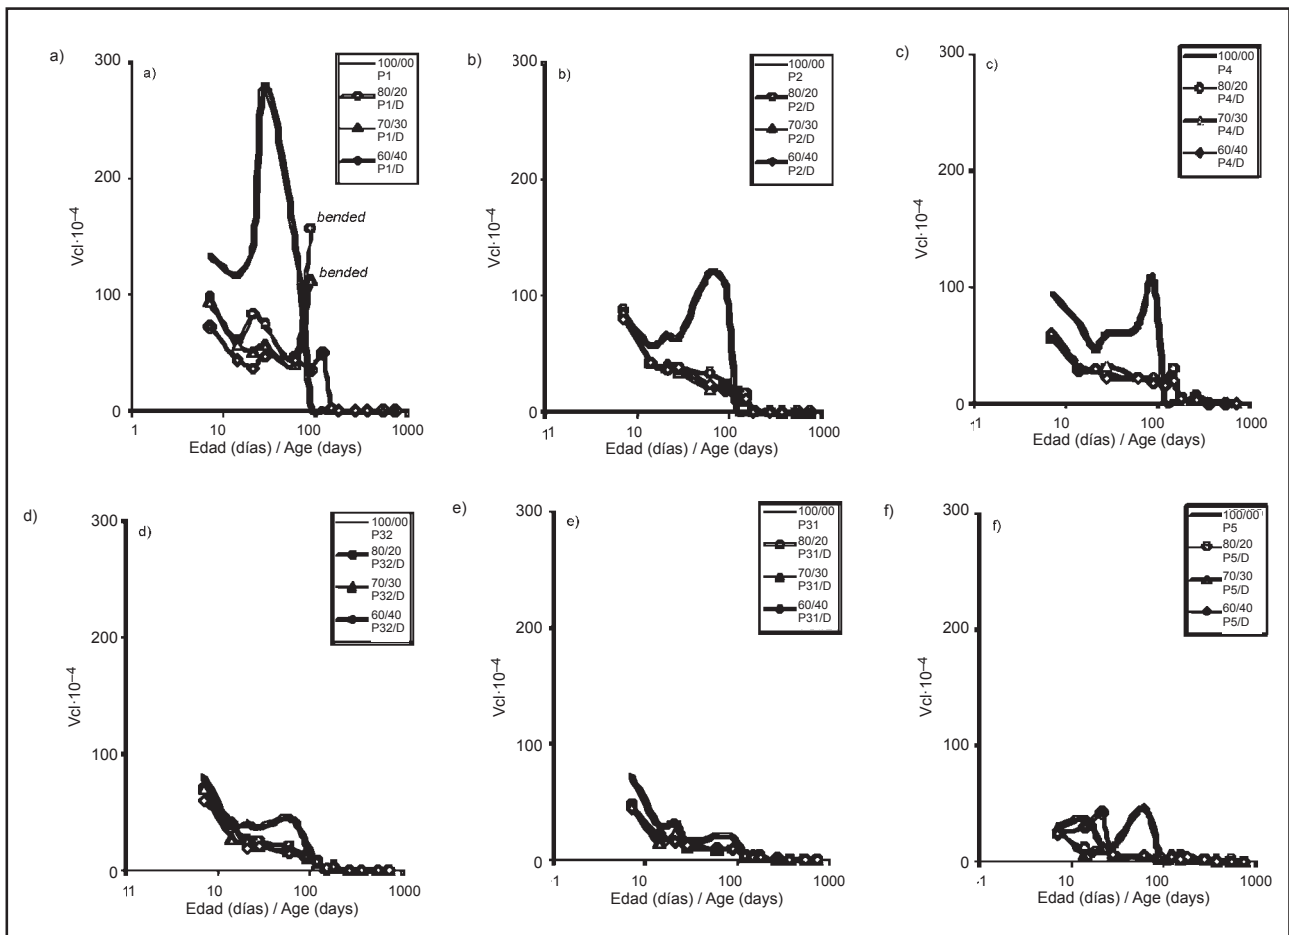 a)
a)
300
200
100
0
1
10
100
1000
Vcl·10–4
Edad (días) / Age (days)
bended
bended
100/00
P1
80/20
P1/D
70/30
P1/D
60/40
P1/D
b)
b)
300
200
100
0
11
10
100
1000
Vcl·10–4
Edad (días) / Age (days)
100/00
P2
80/20
P2/D
70/30
P2/D
60/40
P2/D
c)
c)
300
200
100
0
-11
10
100
1000
Vcl·10–4
Edad (días) / Age (days)
100/00
P4
80/20
P4/D
70/30
P4/D
60/40
P4/D
d)
d)
300
200
100
0
11
10
100
1000
Vcl·10–4
Edad (días) / Age (days)
100/00
P32
80/20
P32/D
70/30
P32/D
60/40
P32/D
e)
e)
300
200
100
0
11
10
100
1000
Vcl·10–4
Edad (días) / Age (days)
100/00
P31
80/20
P31/D
70/30
P31/D
60/40
P31/D
f)
f)
300
200
100
0
-1
10
100
1000
Vcl·10–4
Edad (días) / Age (days)
100/00
P5
80/20
P5/D
70/30
P5/D
60/40
P5/D